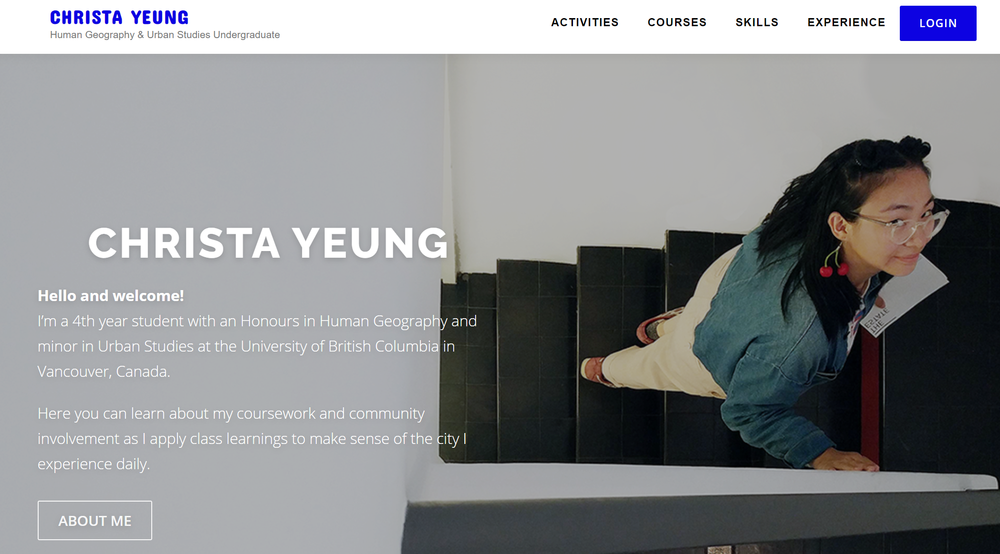 CHRISTA YEUNG
Human Geography & Urban Studies Undergraduate
ACTIVITIES
COURSES
SKILLS
EXPERIENCE
LOGIN
CHRISTA YEUNG
Hello and welcome!
I'm a 4th year student with an Honours in Human Geography and
minor in Urban Studies at the University of British Columbia in
Vancouver, Canada.
Here you can learn about my coursework and community
involvement as I apply class learnings to make sense of the city I
experience daily.
ABOUT ME
THE
ESTATE